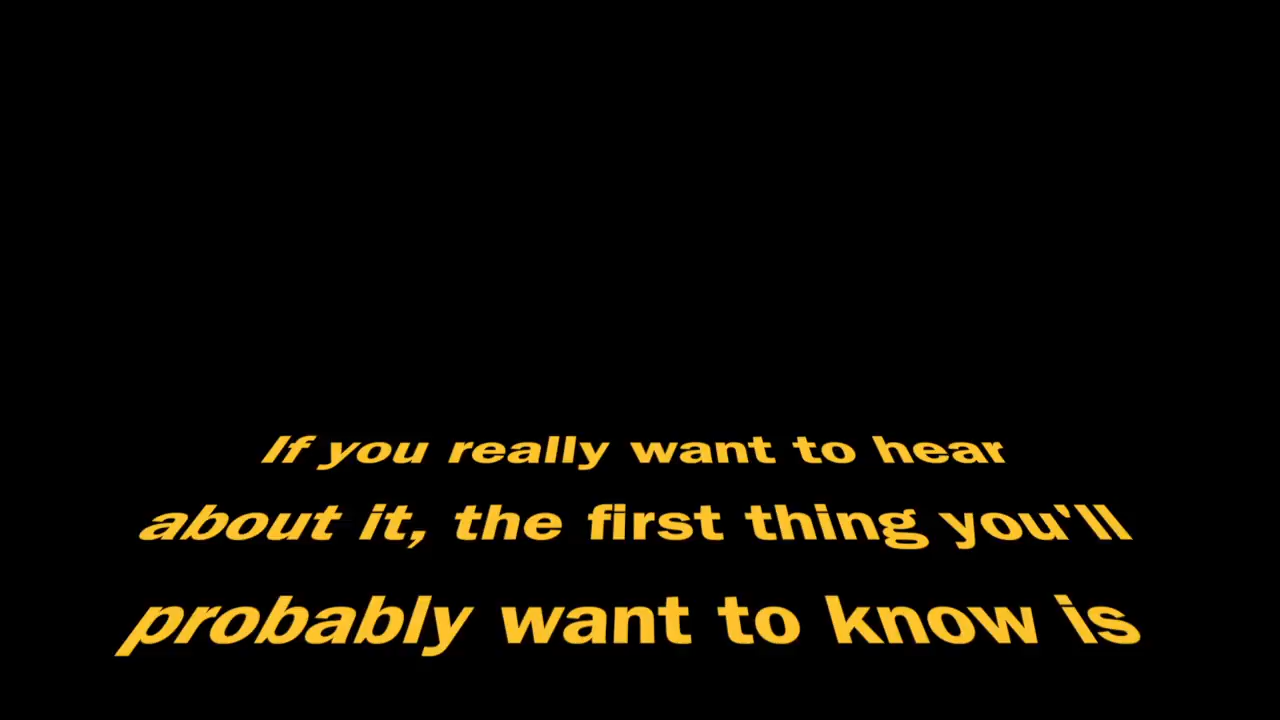 If you really want to hear
about it, the first thing you'll
probably want to know is